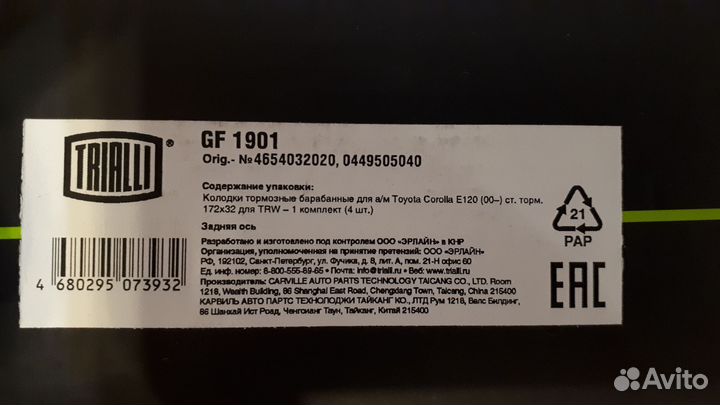 TRIALLI®
GF 1901
Orig.- №4654032020, 0449505040
Содержание упаковки:
Колодки тормозные барабанные для а/м Toyota Corolla E120 (00–) ст. торм.
172x32 для TRW – 1 комплект (4 шт.)
Задняя ось
Разработано и изготовлено под контролем ООО «ЭРЛАЙН» в КНР
Организация, уполномоченная на принятие претензий: ООО «ЭРЛАЙН»
РФ, 192102, Санкт-Петербург, ул. Фучика, д. 8, лит. А, пом. 21-Н офис 60
Ед. инф. номер: 8-800-555-89-65 • Почта: info@trialli.ru • Веб: www.trialli.ru
Производитель: CARVILLE AUTO PARTS TECHNOLOGY TAICANG CO., LTD. Room
1218, Wealth Building, 86 Shanghai East Road, Chengxiang Town, Taicang, China 215400
КАРВИЛЬ АВТО ПАРТС ТЕХНОЛОДЖИ ТАЙКАНГ КО., ЛТД Рум 1218, Велс Билдинг,
86 Шанхай Ист Роад, Ченгсианг Таун, Тайканг, Китай 215400
4 680295 073932
21
PAP
EAC
Avito